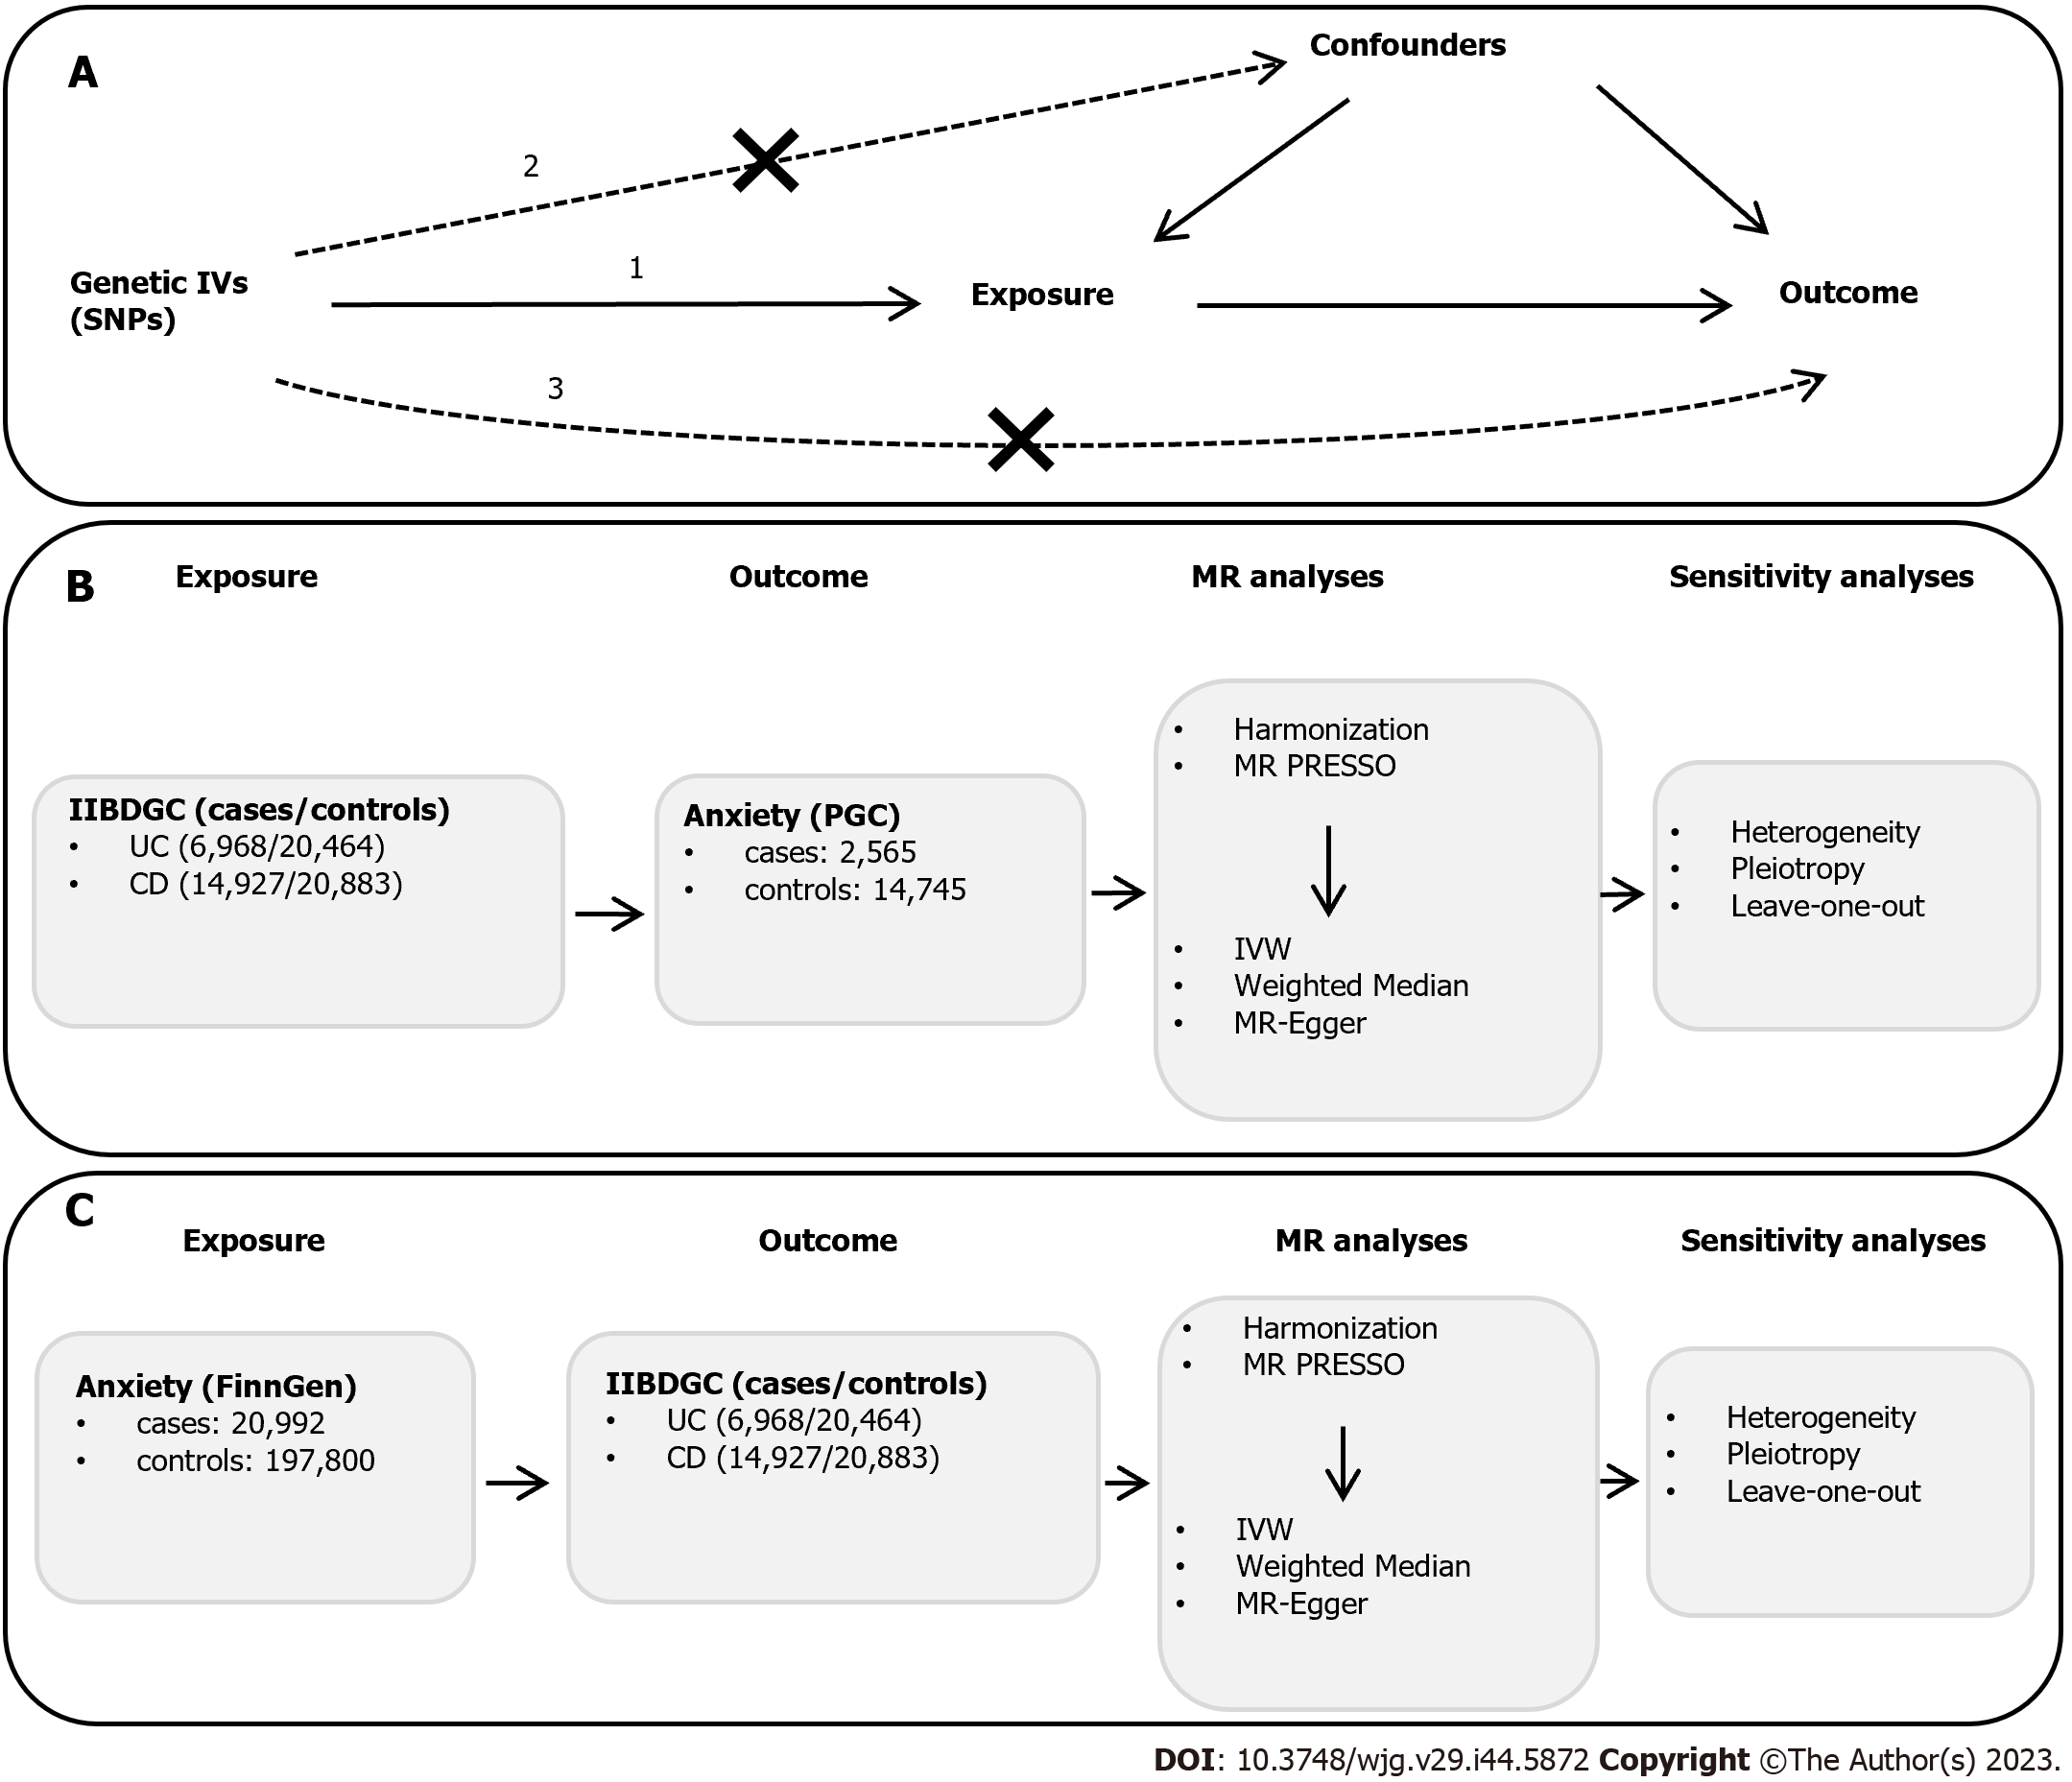 A
Confounders
2
1
Genetic IVs
(SNPs)
Exposure
Outcome
3
B
Exposure
Outcome
MR analyses
Sensitivity analyses
IIBDGC (cases/controls)
• UC (6,968/20,464)
• CD (14,927/20,883)
Anxiety (PGC)
• cases: 2,565
• controls: 14,745
• Harmonization
• MR PRESSO
• IVW
• Weighted Median
• MR-Egger
• Heterogeneity
• Pleiotropy
• Leave-one-out
C
Exposure
Outcome
MR analyses
Sensitivity analyses
Anxiety (FinnGen)
• cases: 20,992
• controls: 197,800
IIBDGC (cases/controls)
• UC (6,968/20,464)
• CD (14,927/20,883)
• Harmonization
• MR PRESSO
• IVW
• Weighted Median
• MR-Egger
• Heterogeneity
• Pleiotropy
• Leave-one-out
DOI: 10.3748/wjg.v29.i44.5872 Copyright ©The Author(s) 2023.